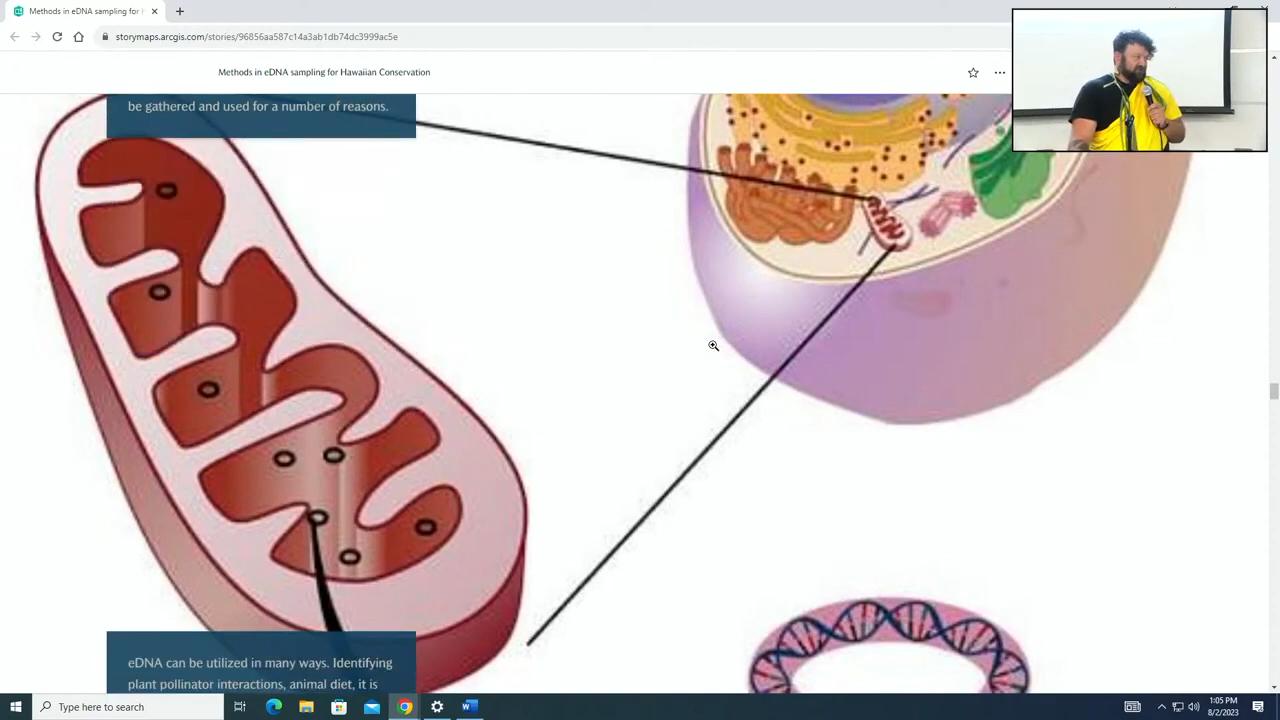 Methods in eDNA sampling for H
storymaps.arcgis.com/stories/96856aa587c14a3ab1db74dc3999ac5e
Methods in eDNA sampling for Hawaiian Conservation
be gathered and used for a number of reasons.
eDNA can be utilized in many ways. Identifying
plant pollinator interactions, animal diet, it is
Type here to search
1:05 PM
8/2/2023